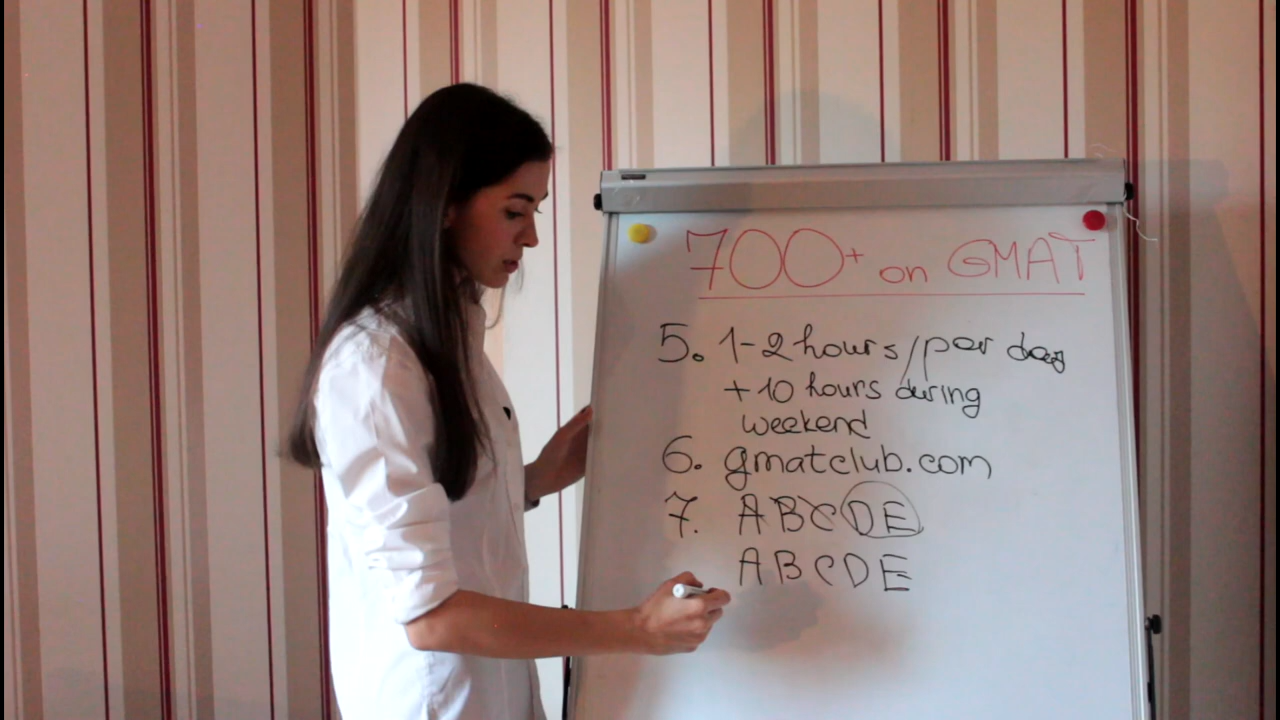 700+ on GMAT
5. 1-2 hours/per day
+10 hours during
weekend
6. gmatclub.com
7. ABCDE
ABCDE